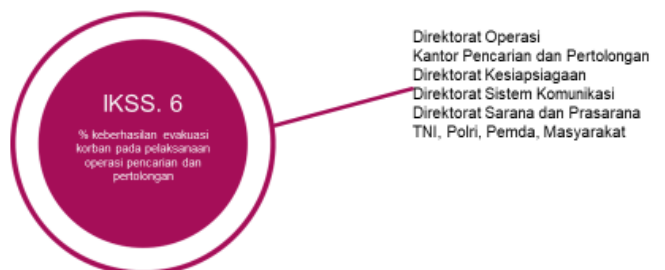 IKSS. 6
% keberhasilan evakuasi
korban pada pelaksanaan
operasi pencarian dan
pertolongan
Direktorat Operasi
Kantor Pencarian dan Pertolongan
Direktorat Kesiapsiagaan
Direktorat Sistem Komunikasi
Direktorat Sarana dan Prasarana
TNI, Polri, Pemda, Masyarakat